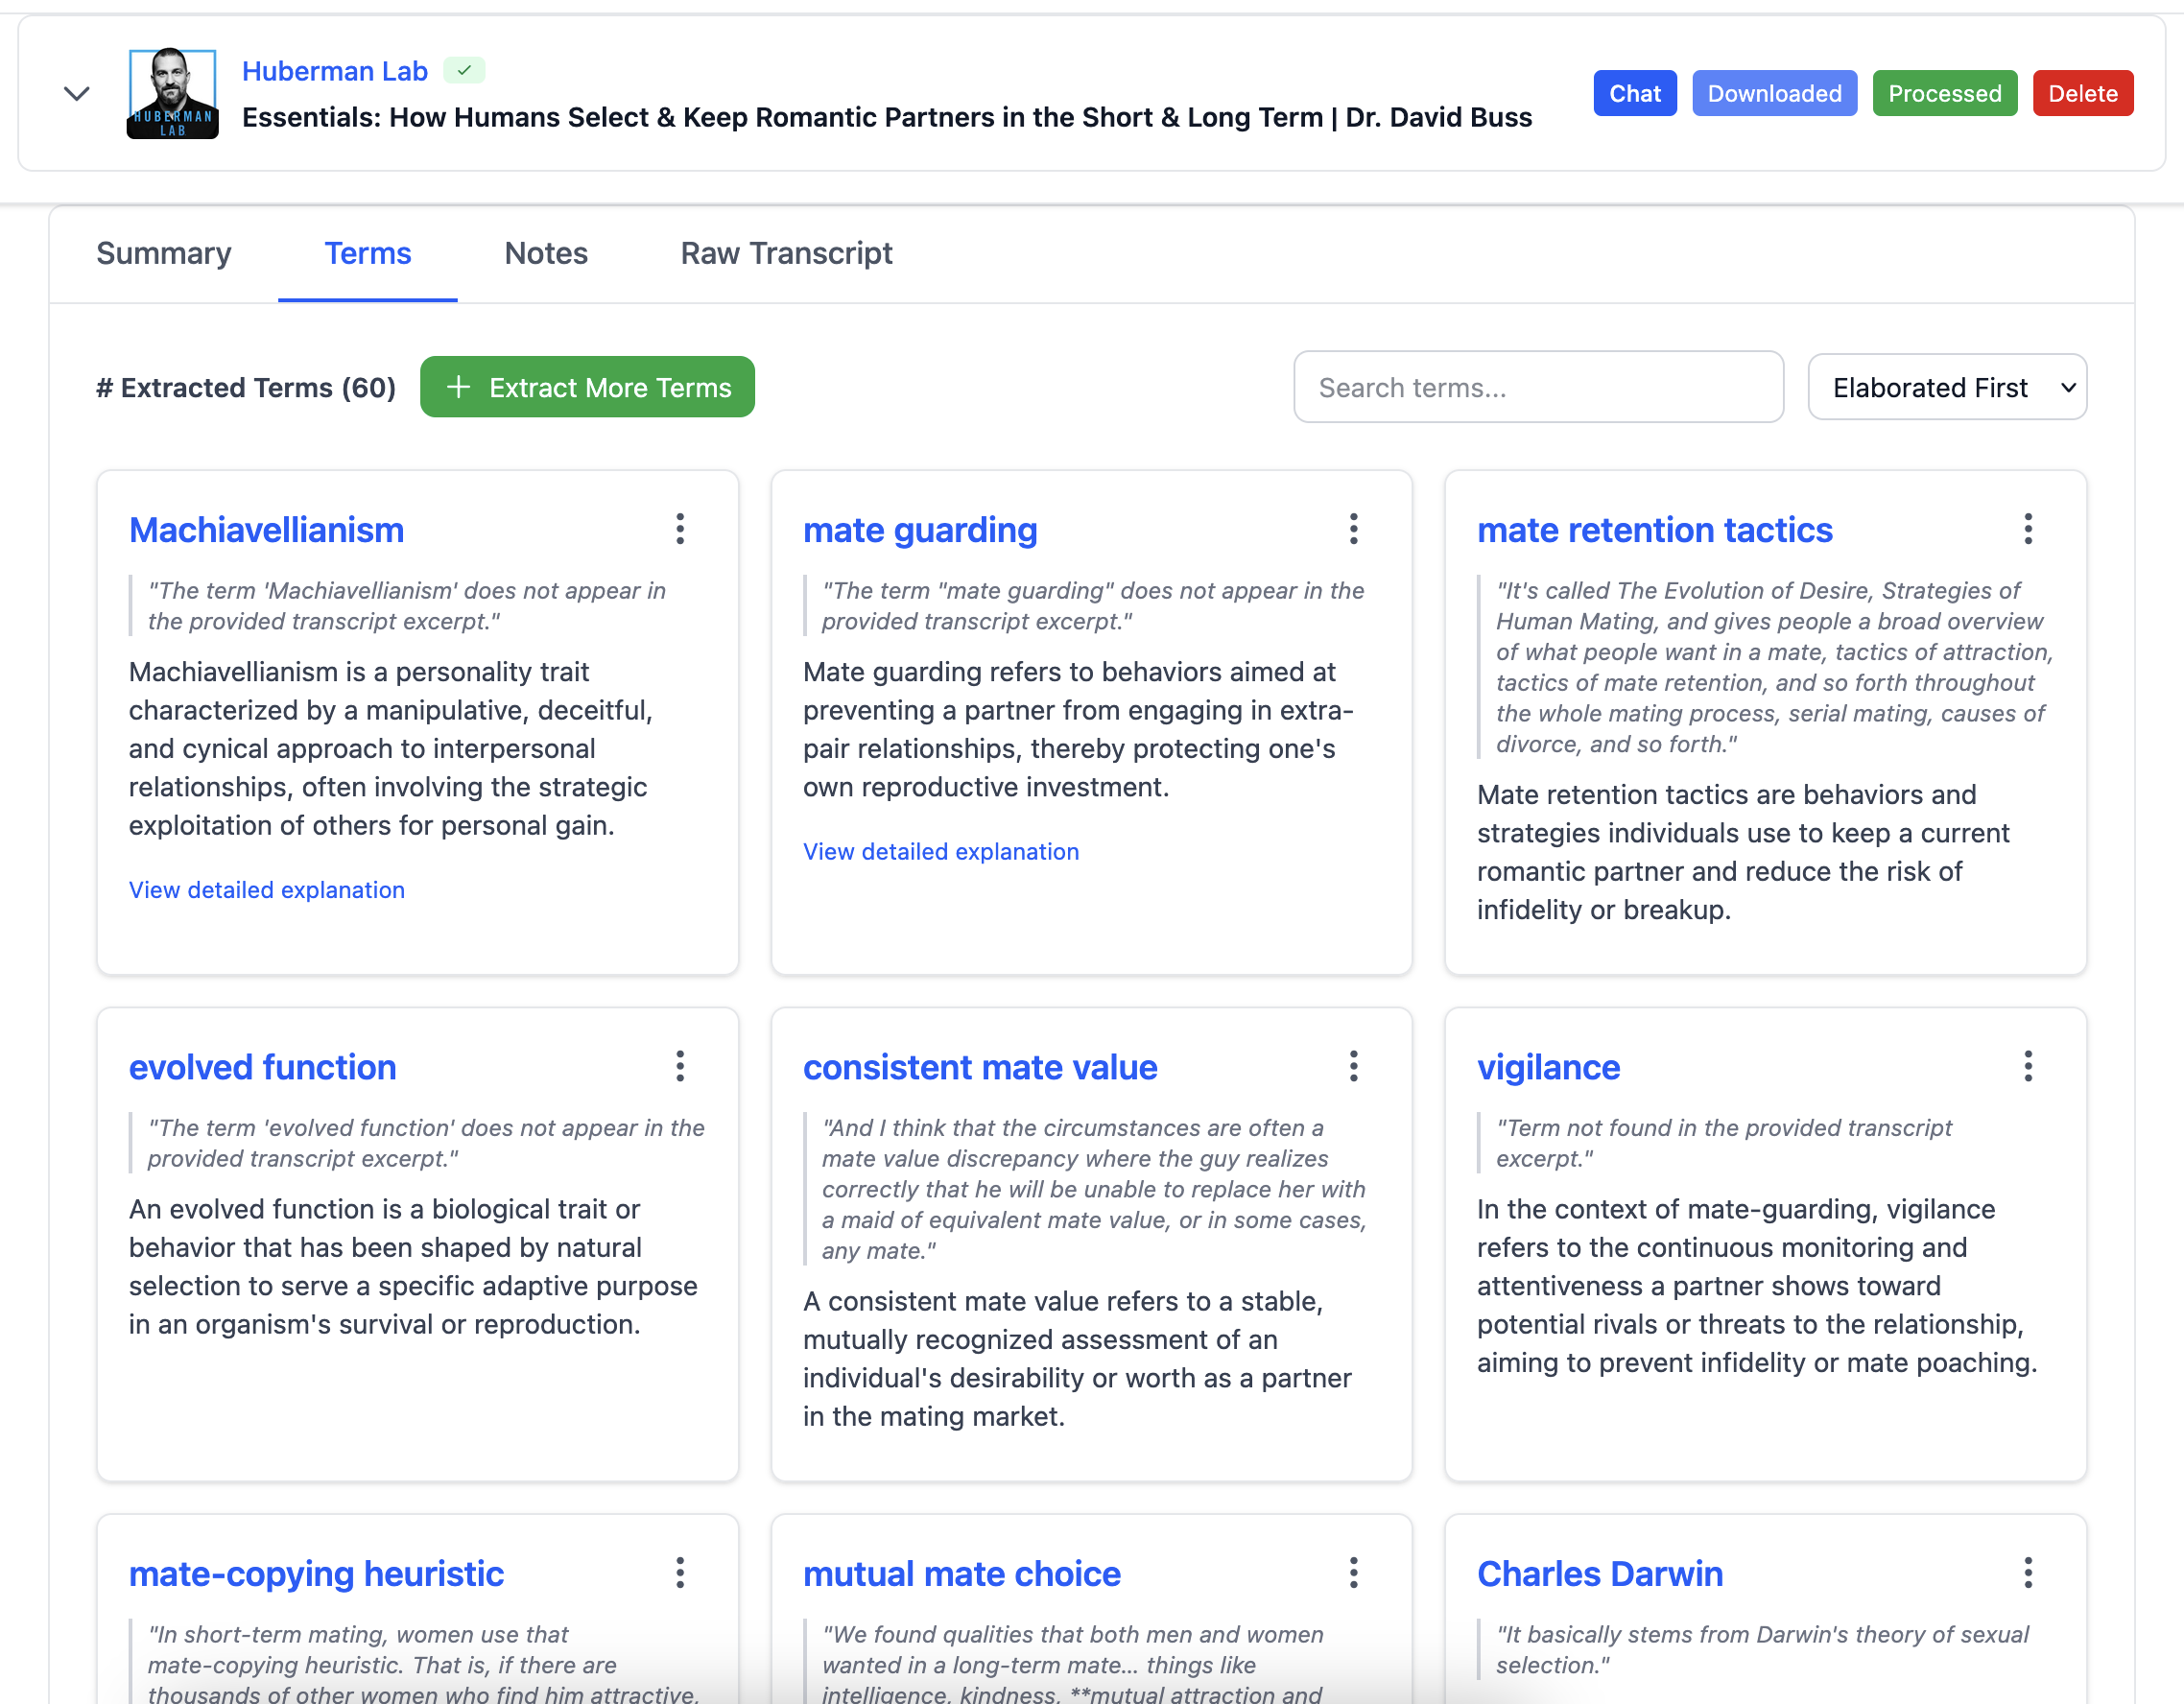 HUBERMAN
LAB
Huberman Lab
Essentials: How Humans Select & Keep Romantic Partners in the Short & Long Term | Dr. David Buss
Chat
Downloaded
Processed
Delete
Summary
Terms
Notes
Raw Transcript
# Extracted Terms (60)
+ Extract More Terms
Search terms...
Elaborated First
Machiavellianism
"The term 'Machiavellianism' does not appear in
the provided transcript excerpt."
Machiavellianism is a personality trait
characterized by a manipulative, deceitful,
and cynical approach to interpersonal
relationships, often involving the strategic
exploitation of others for personal gain.
View detailed explanation
mate guarding
"The term "mate guarding" does not appear in the
provided transcript excerpt."
Mate guarding refers to behaviors aimed at
preventing a partner from engaging in extra-
pair relationships, thereby protecting one's
own reproductive investment.
View detailed explanation
mate retention tactics
"It's called The Evolution of Desire, Strategies of
Human Mating, and gives people a broad overview
of what people want in a mate, tactics of attraction,
tactics of mate retention, and so forth throughout
the whole mating process, serial mating, causes of
divorce, and so forth."
Mate retention tactics are behaviors and
strategies individuals use to keep a current
romantic partner and reduce the risk of
infidelity or breakup.
evolved function
"The term 'evolved function' does not appear in the
provided transcript excerpt."
An evolved function is a biological trait or
behavior that has been shaped by natural
selection to serve a specific adaptive purpose
in an organism's survival or reproduction.
consistent mate value
"And I think that the circumstances are often a
mate value discrepancy where the guy realizes
correctly that he will be unable to replace her with
a maid of equivalent mate value, or in some cases,
any mate."
A consistent mate value refers to a stable,
mutually recognized assessment of an
individual's desirability or worth as a partner
in the mating market.
vigilance
"Term not found in the provided transcript
excerpt."
In the context of mate-guarding, vigilance
refers to the continuous monitoring and
attentiveness a partner shows toward
potential rivals or threats to the relationship,
aiming to prevent infidelity or mate poaching.
mate-copying heuristic
"In short-term mating, women use that
mate-copying heuristic. That is, if there are
thousands of other women who find him attractive,
mutual mate choice
"We found qualities that both men and women
wanted in a long-term mate... things like
intelligence, kindness, **mutual attraction and
Charles Darwin
"It basically stems from Darwin's theory of sexual
selection."